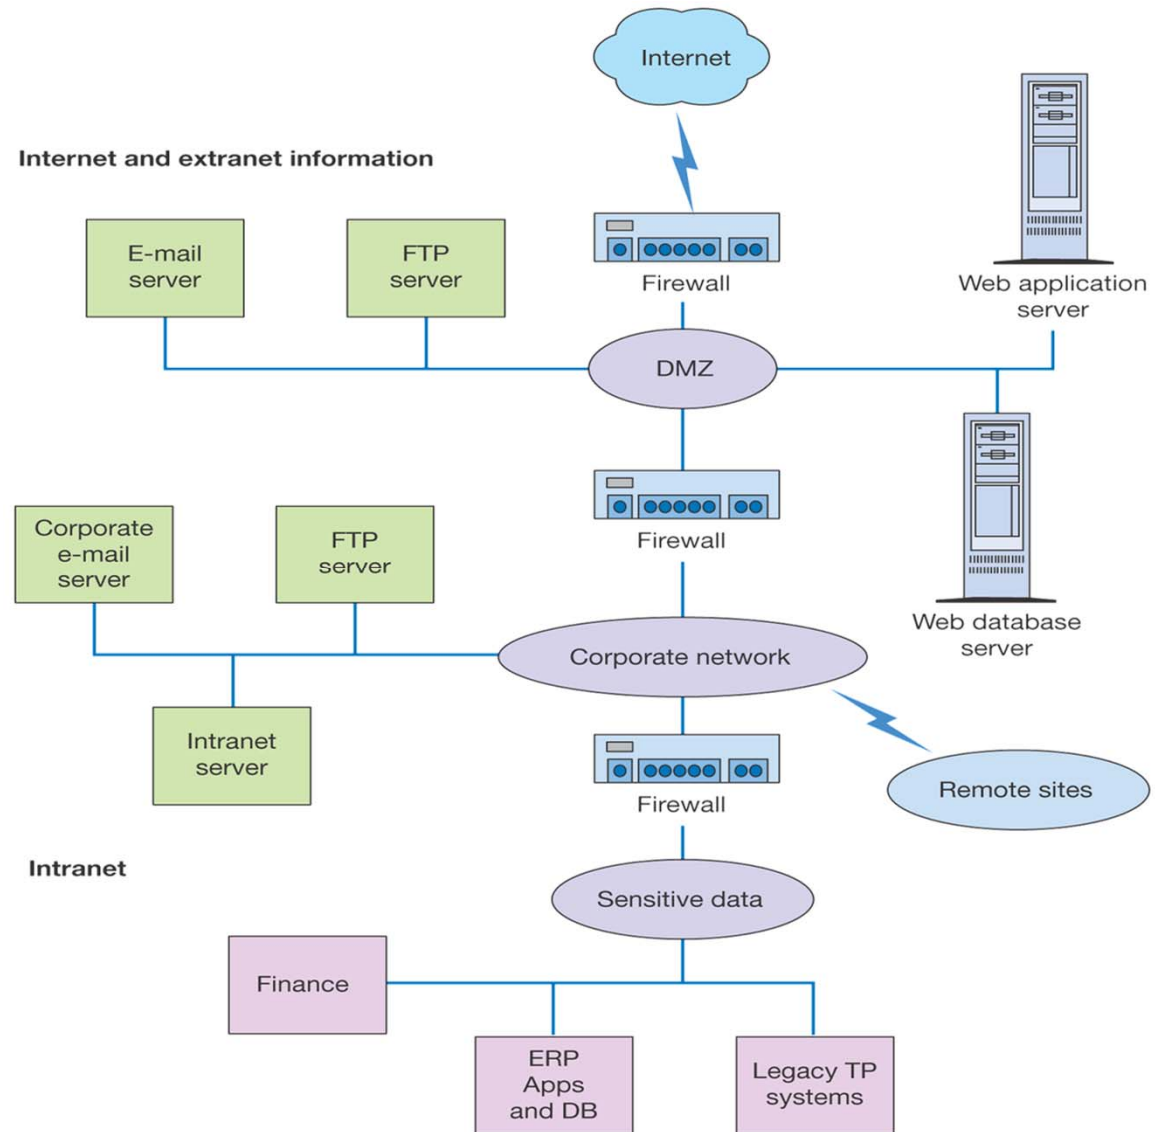 Internet
Internet and extranet information
E-mail
server
FTP
server
Firewall
Web application
server
DMZ
Corporate
e-mail
server
FTP
server
Firewall
Web database
server
Corporate network
Intranet
server
Firewall
Remote sites
Intranet
Sensitive data
Finance
ERP
Apps
and DB
Legacy TP
systems